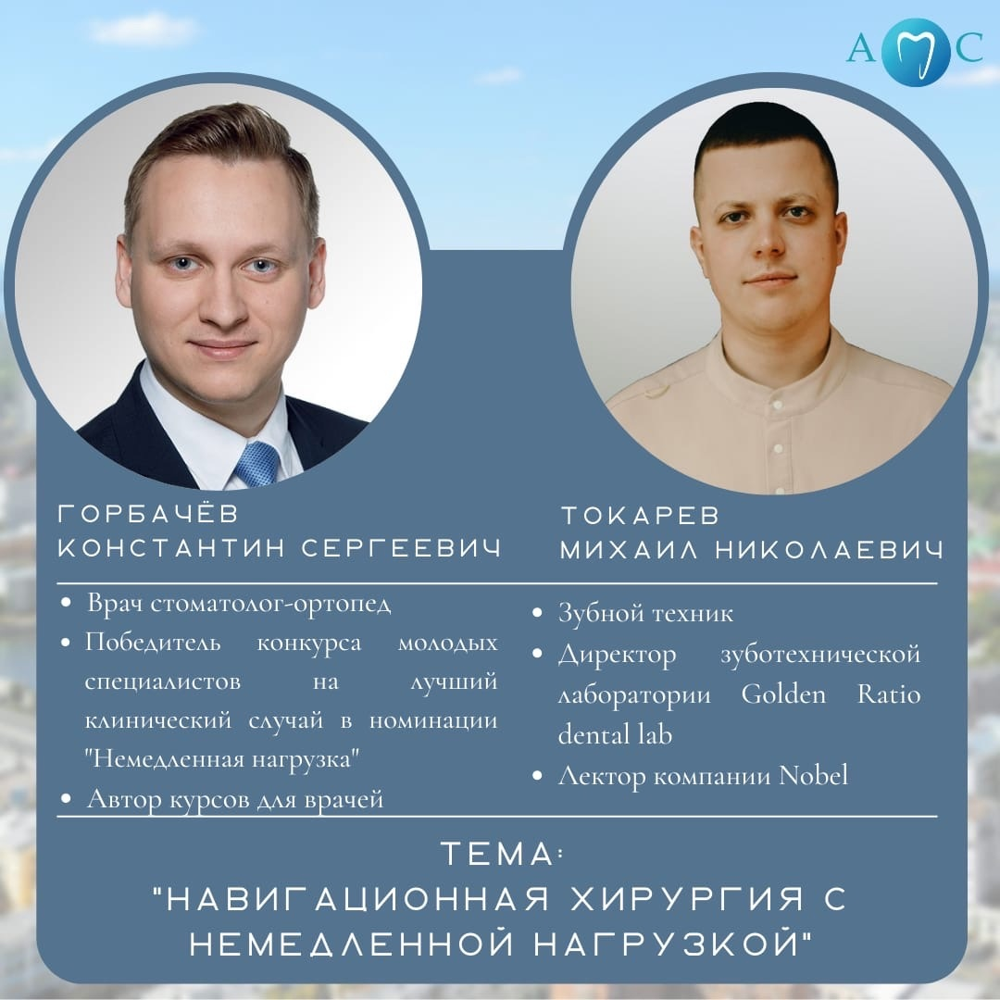 А С
ГОРБАЧЁВ
КОНСТАНТИН СЕРГЕЕВИЧ
• Врач стоматолог-ортопед
• Победитель конкурса молодых
специалистов на лучший
клинический случай в номинации
"Немедленная нагрузка"
• Автор курсов для врачей
ТОКАРЕВ
МИХАИЛ НИКОЛАЕВИЧ
• Зубной техник
• Директор зуботехнической
лаборатории Golden Ratio
dental lab
• Лектор компании Nobel
ТЕМА:
"НАВИГАЦИОННАЯ ХИРУРГИЯ С
НЕМЕДЛЕННОЙ НАГРУЗКОЙ"